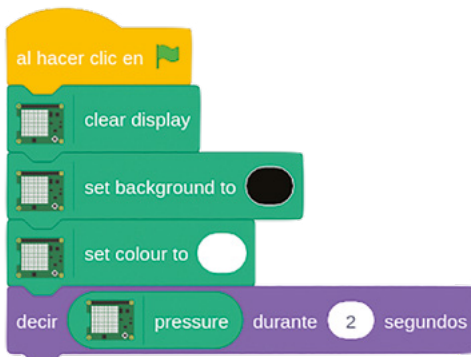 al hacer clic en
clear display
set background to
set colour to
decir pressure durante 2 segundos